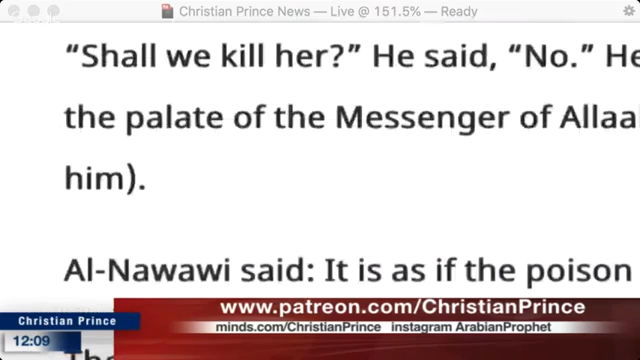 Christian Prince News — Live @ 151.5% — Ready
“Shall we kill her?” He said, “No.” He
the palate of the Messenger of Allaa
him).
Al-Nawawi said: It is as if the poison
www.patreon.com/ChristianPrince
Christian Prince
minds.com/ChristianPrince instagram ArabianProphet
12:09